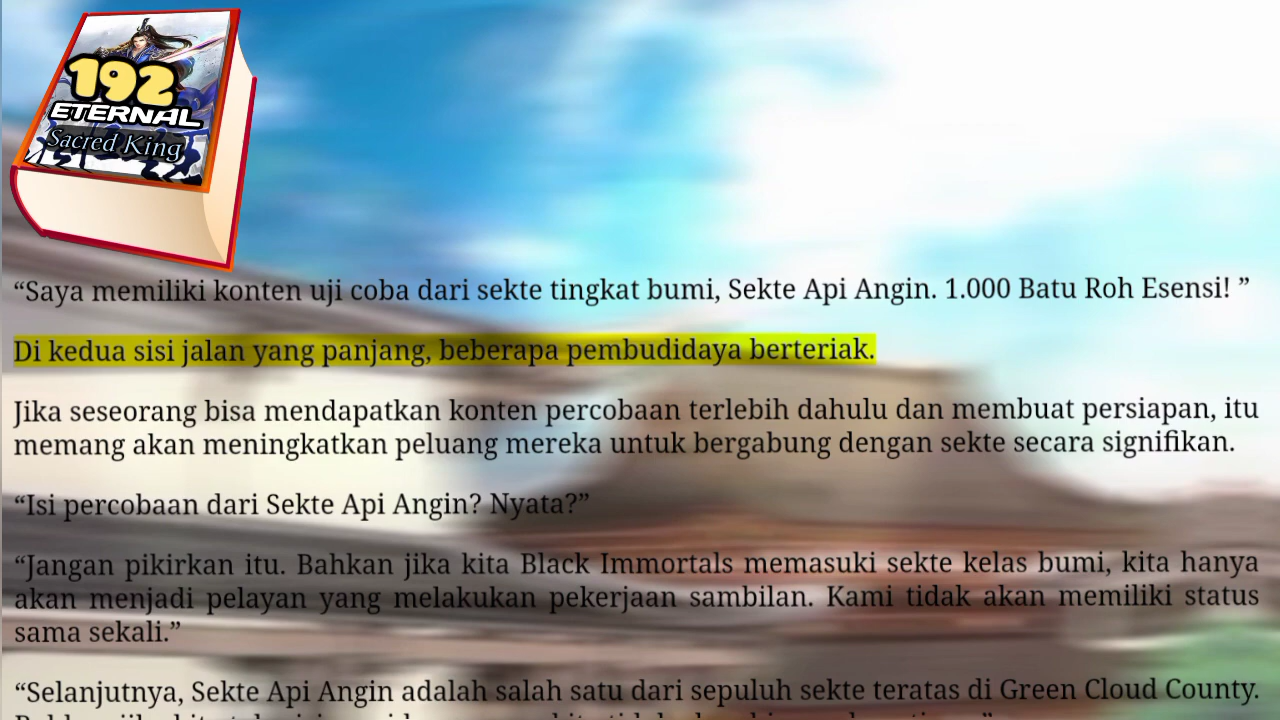 192
ETERNAL
Sacred King
“Saya memiliki konten uji coba dari sekte tingkat bumi, Sekte Api Angin. 1.000 Batu Roh Esensi! ”
Di kedua sisi jalan yang panjang, beberapa pembudidaya berteriak.
Jika seseorang bisa mendapatkan konten percobaan terlebih dahulu dan membuat persiapan, itu
memang akan meningkatkan peluang mereka untuk bergabung dengan sekte secara signifikan.
“Isi percobaan dari Sekte Api Angin? Nyata?”
“Jangan pikirkan itu. Bahkan jika kita Black Immortals memasuki sekte kelas bumi, kita hanya
akan menjadi pelayan yang melakukan pekerjaan sambilan. Kami tidak akan memiliki status
sama sekali.”
“Selanjutnya, Sekte Api Angin adalah salah satu dari sepuluh sekte teratas di Green Cloud County.